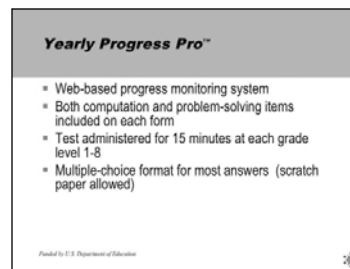 Yearly Progress Pro™
▪ Web-based progress monitoring system
▪ Both computation and problem-solving items
included on each form
▪ Test administered for 15 minutes at each grade
level 1-8
▪ Multiple-choice format for most answers (scratch
paper allowed)
Funded by U.S. Department of Education